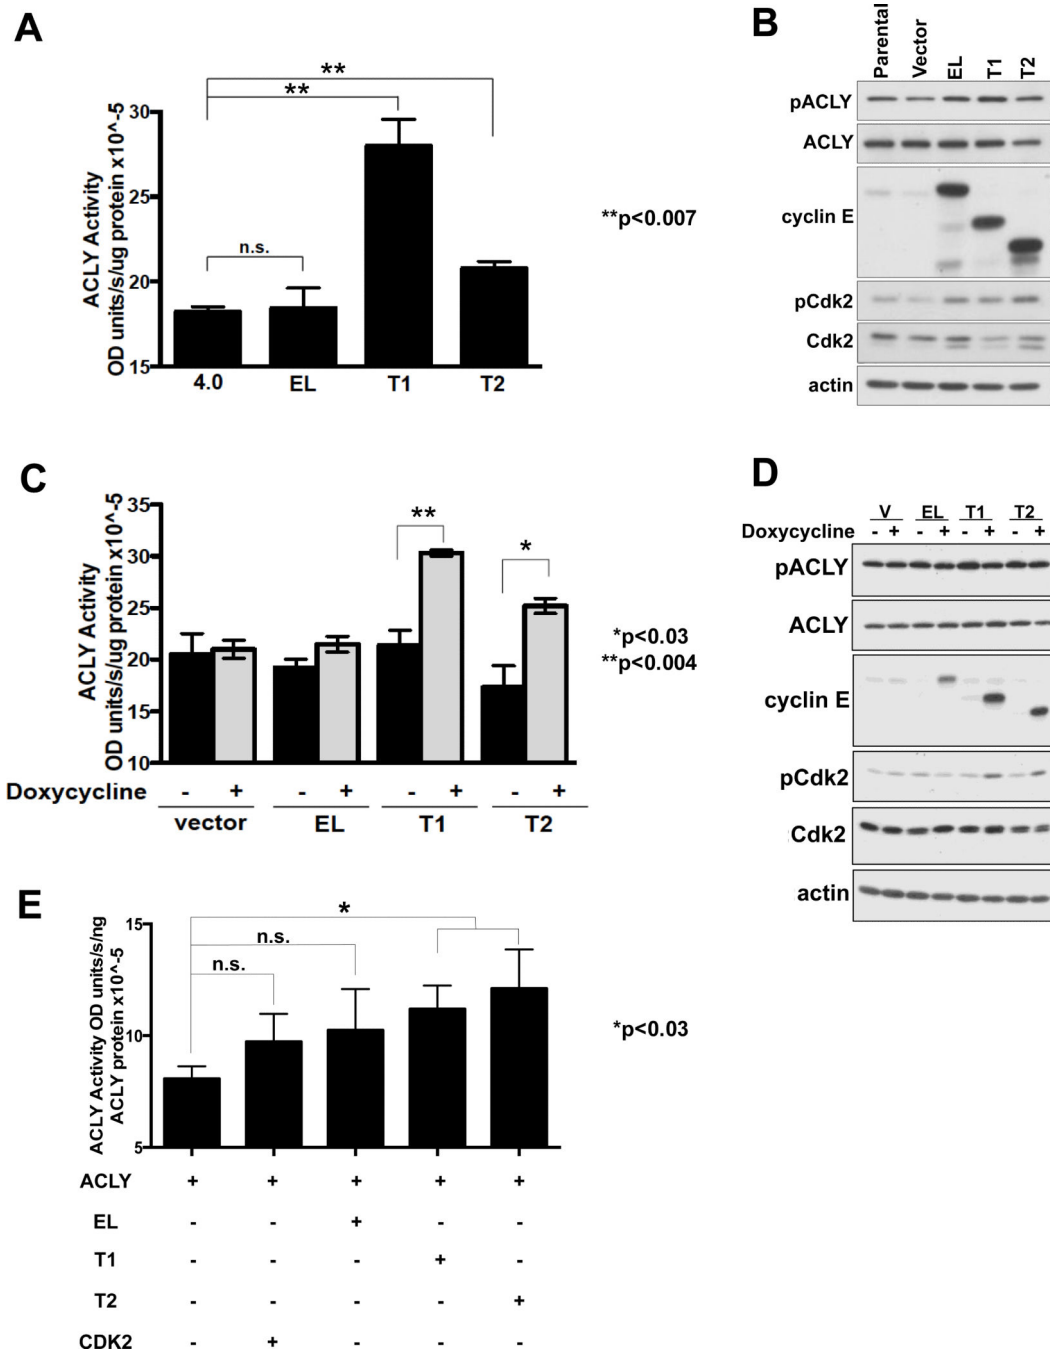 A
**
**
n.s.
ACLY Activity
OD units/s/ug protein x10^-5
30
25
20
15
4.0 EL T1 T2
**p<0.007
B
Parental Vector EL T1 T2
pACLY
ACLY
cyclin E
pCdk2
Cdk2
actin
C
ACLY Activity
OD units/s/ug protein x10^-5
35
30
25
20
15
10
**
*
Doxycycline - + - + - + - +
vector EL T1 T2
*p<0.03
**p<0.004
D
V EL T1 T2
Doxycycline - + - + - + - +
pACLY
ACLY
cyclin E
pCdk2
Cdk2
actin
E
ACLY Activity OD units/s/ng
ACLY protein x10^-5
15
10
5
*
n.s.
n.s.
*p<0.03
ACLY + + + + +
EL - - + - -
T1 - - - + -
T2 - - - - +
CDK2 - + - - -